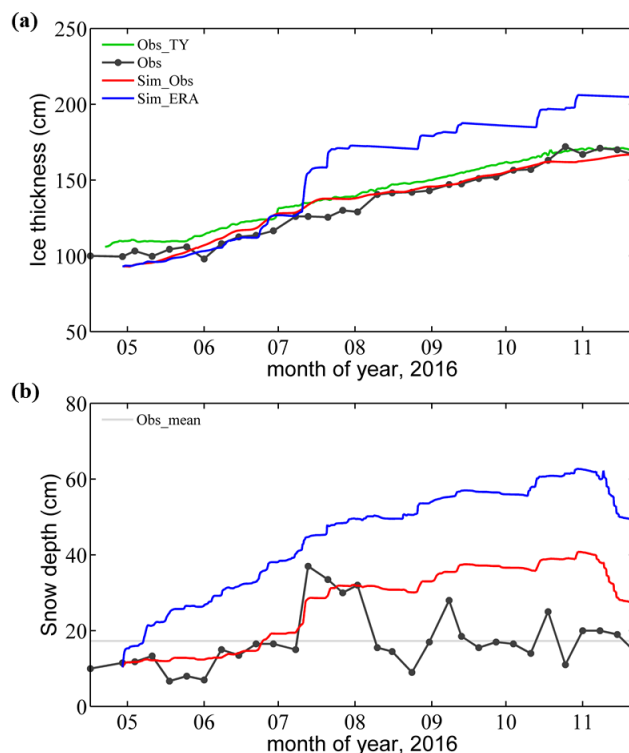 (a)
250
200
150
100
50
Ice thickness (cm)
Obs_TY
Obs
Sim_Obs
Sim_ERA
05 06 07 08 09 10 11
month of year, 2016
(b)
80
60
40
20
0
Snow depth (cm)
Obs_mean
05 06 07 08 09 10 11
month of year, 2016